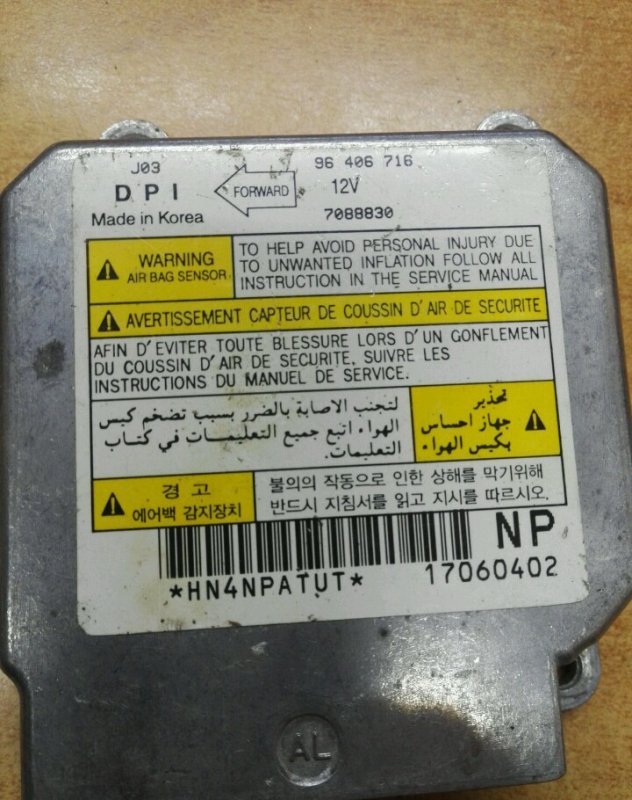 J03
96 406 716
DPI
FORWARD
12V
Made in Korea
7088830
WARNING
AIR BAG SENSOR
TO HELP AVOID PERSONAL INJURY DUE
TO UNWANTED INFLATION FOLLOW ALL
INSTRUCTION IN THE SERVICE MANUAL
AVERTISSEMENT CAPTEUR DE COUSSIN D'AIR DE SECURITE
AFIN D'EVITER TOUTE BLESSURE LORS D'UN GONFLEMENT
DU COUSSIN D'AIR DE SECURITE, SUIVRE LES
INSTRUCTIONS DU MANUEL DE SERVICE.
تحذير
جهاز احساس
بكيس الهواء
لتجنب الاصابة بالضرر بسبب تضخم كيس
الهواء اتبع جميع التعليمات في كتاب
التعليمات.
경 고
에어백 감지장치
불의의 작동으로 인한 상해를 막기위해
반드시 지침서를 읽고 지시를 따르시오.
NP
*HN4NPATUT*
17060402
AL